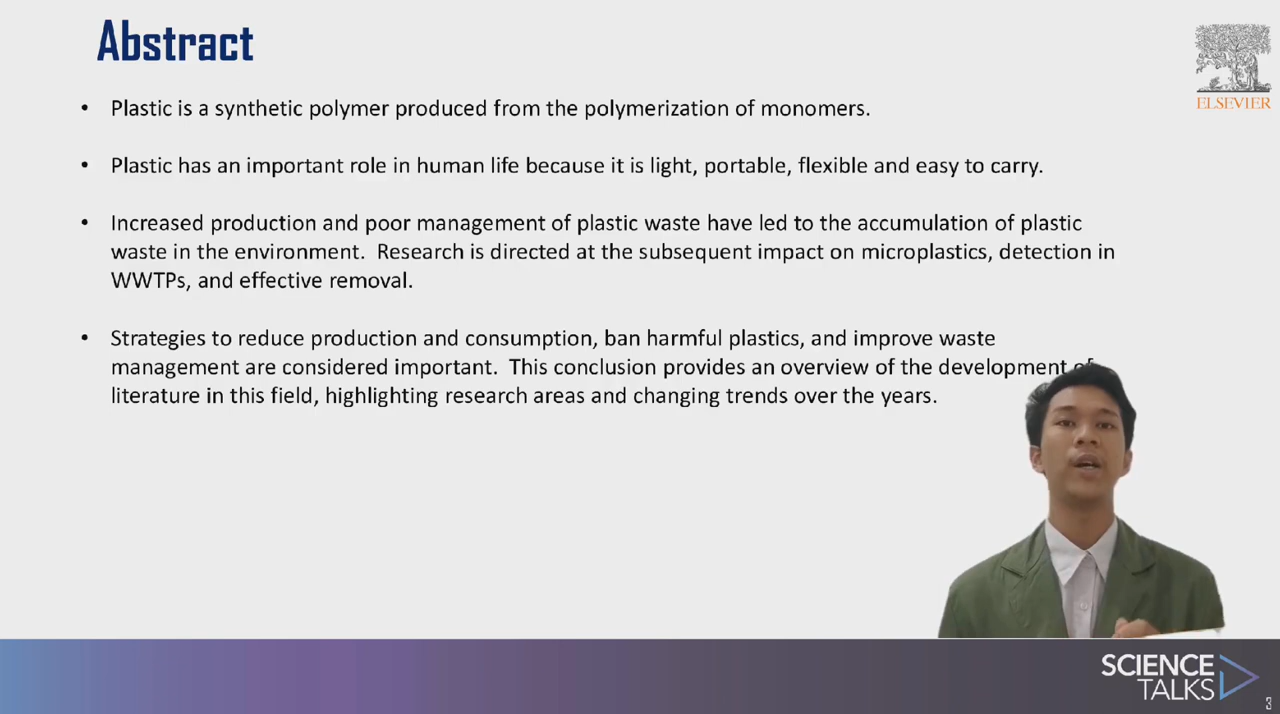 Abstract
ELSEVIER
• Plastic is a synthetic polymer produced from the polymerization of monomers.
• Plastic has an important role in human life because it is light, portable, flexible and easy to carry.
• Increased production and poor management of plastic waste have led to the accumulation of plastic
waste in the environment.  Research is directed at the subsequent impact on microplastics, detection in
WWTPs, and effective removal.
• Strategies to reduce production and consumption, ban harmful plastics, and improve waste
management are considered important.  This conclusion provides an overview of the development of
literature in this field, highlighting research areas and changing trends over the years.
SCIENCE
TALKS
3